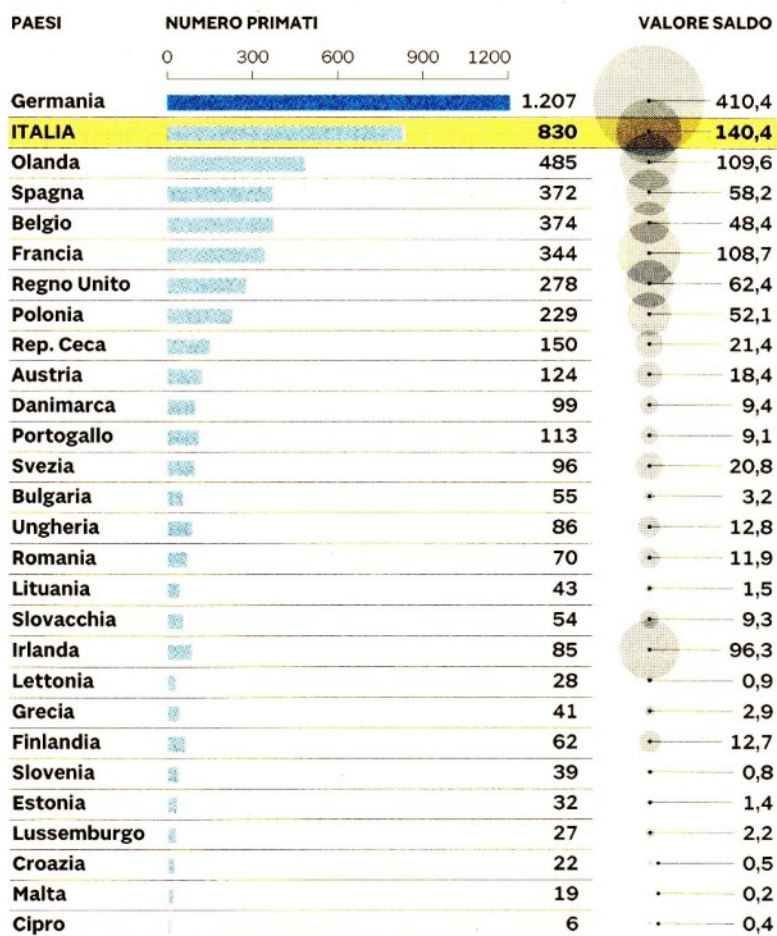 PAESI NUMERO PRIMATI VALORE SALDO
0 300 600 900 1200
Germania 1.207 410,4
ITALIA 830 140,4
Olanda 485 109,6
Spagna 372 58,2
Belgio 374 48,4
Francia 344 108,7
Regno Unito 278 62,4
Polonia 229 52,1
Rep. Ceca 150 21,4
Austria 124 18,4
Danimarca 99 9,4
Portogallo 113 9,1
Svezia 96 20,8
Bulgaria 55 3,2
Ungheria 86 12,8
Romania 70 11,9
Lituania 43 1,5
Slovacchia 54 9,3
Irlanda 85 96,3
Lettonia 28 0,9
Grecia 41 2,9
Finlandia 62 12,7
Slovenia 39 0,8
Estonia 32 1,4
Lussemburgo 27 2,2
Croazia 22 0,5
Malta 19 0,2
Cipro 6 0,4